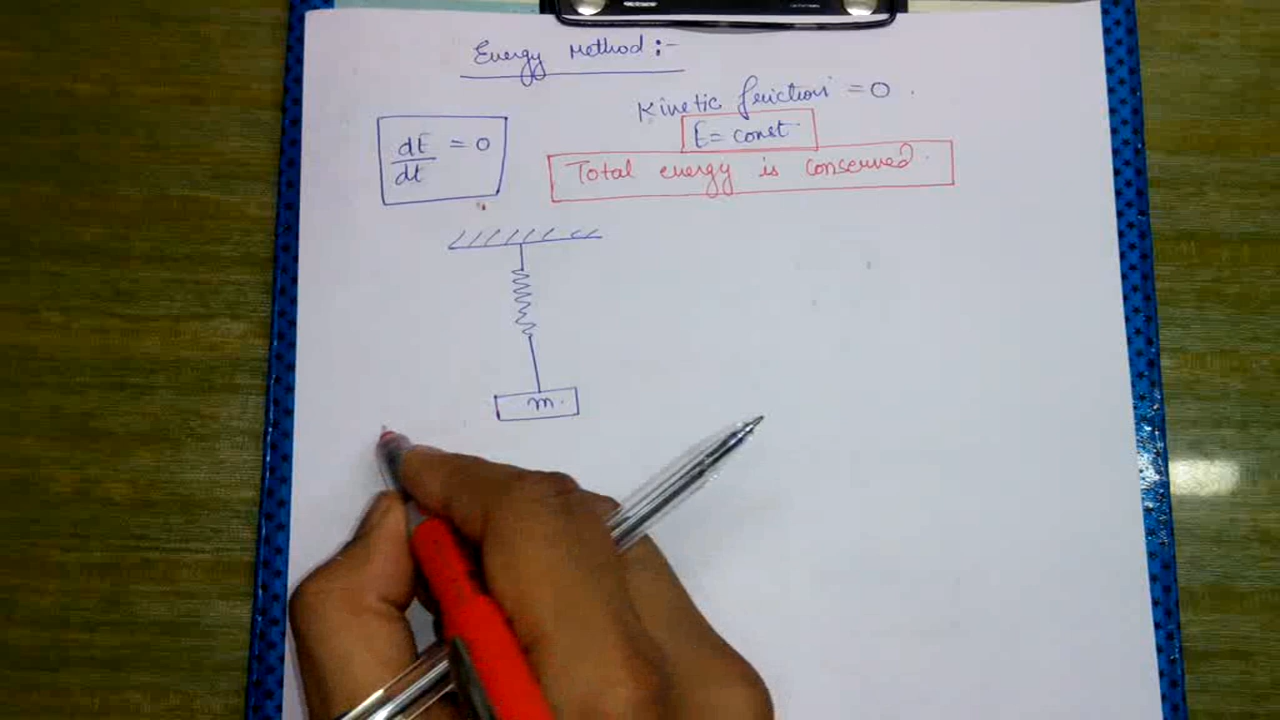 Energy Method :-
Kinetic friction = 0 .
E = const
dE/dt = 0
Total energy is conserved.
m.